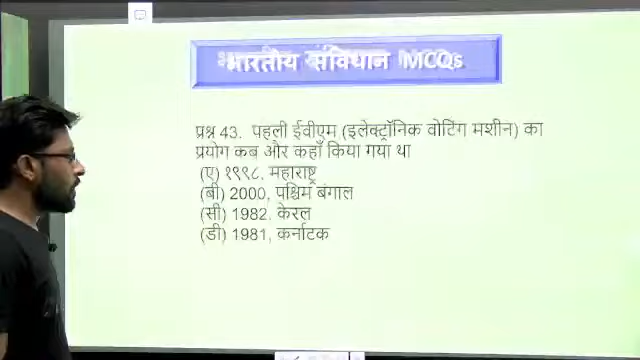 भारतीय संविधान MCQs
प्रश्न 43. पहली ईवीएम (इलेक्ट्रॉनिक वोटिंग मशीन) का
प्रयोग कब और कहाँ किया गया था
(ए) १९९८, महाराष्ट्र
(बी) 2000, पश्चिम बंगाल
(सी) 1982. केरल
(डी) 1981, कर्नाटक